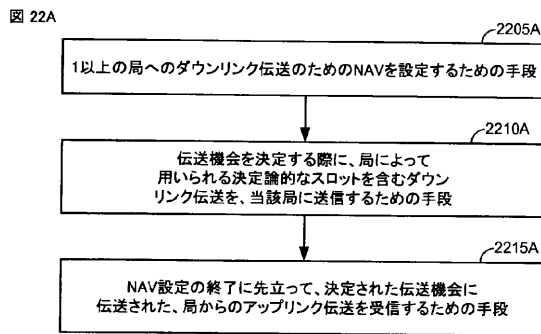 図 22A
2205A
1以上の局へのダウンリンク伝送のためのNAVを設定するための手段
2210A
伝送機会を決定する際に、局によって
用いられる決定論的なスロットを含むダウン
リンク伝送を、当該局に送信するための手段
2215A
NAV設定の終了に先立って、決定された伝送機会に
伝送された、局からのアップリンク伝送を受信するための手段